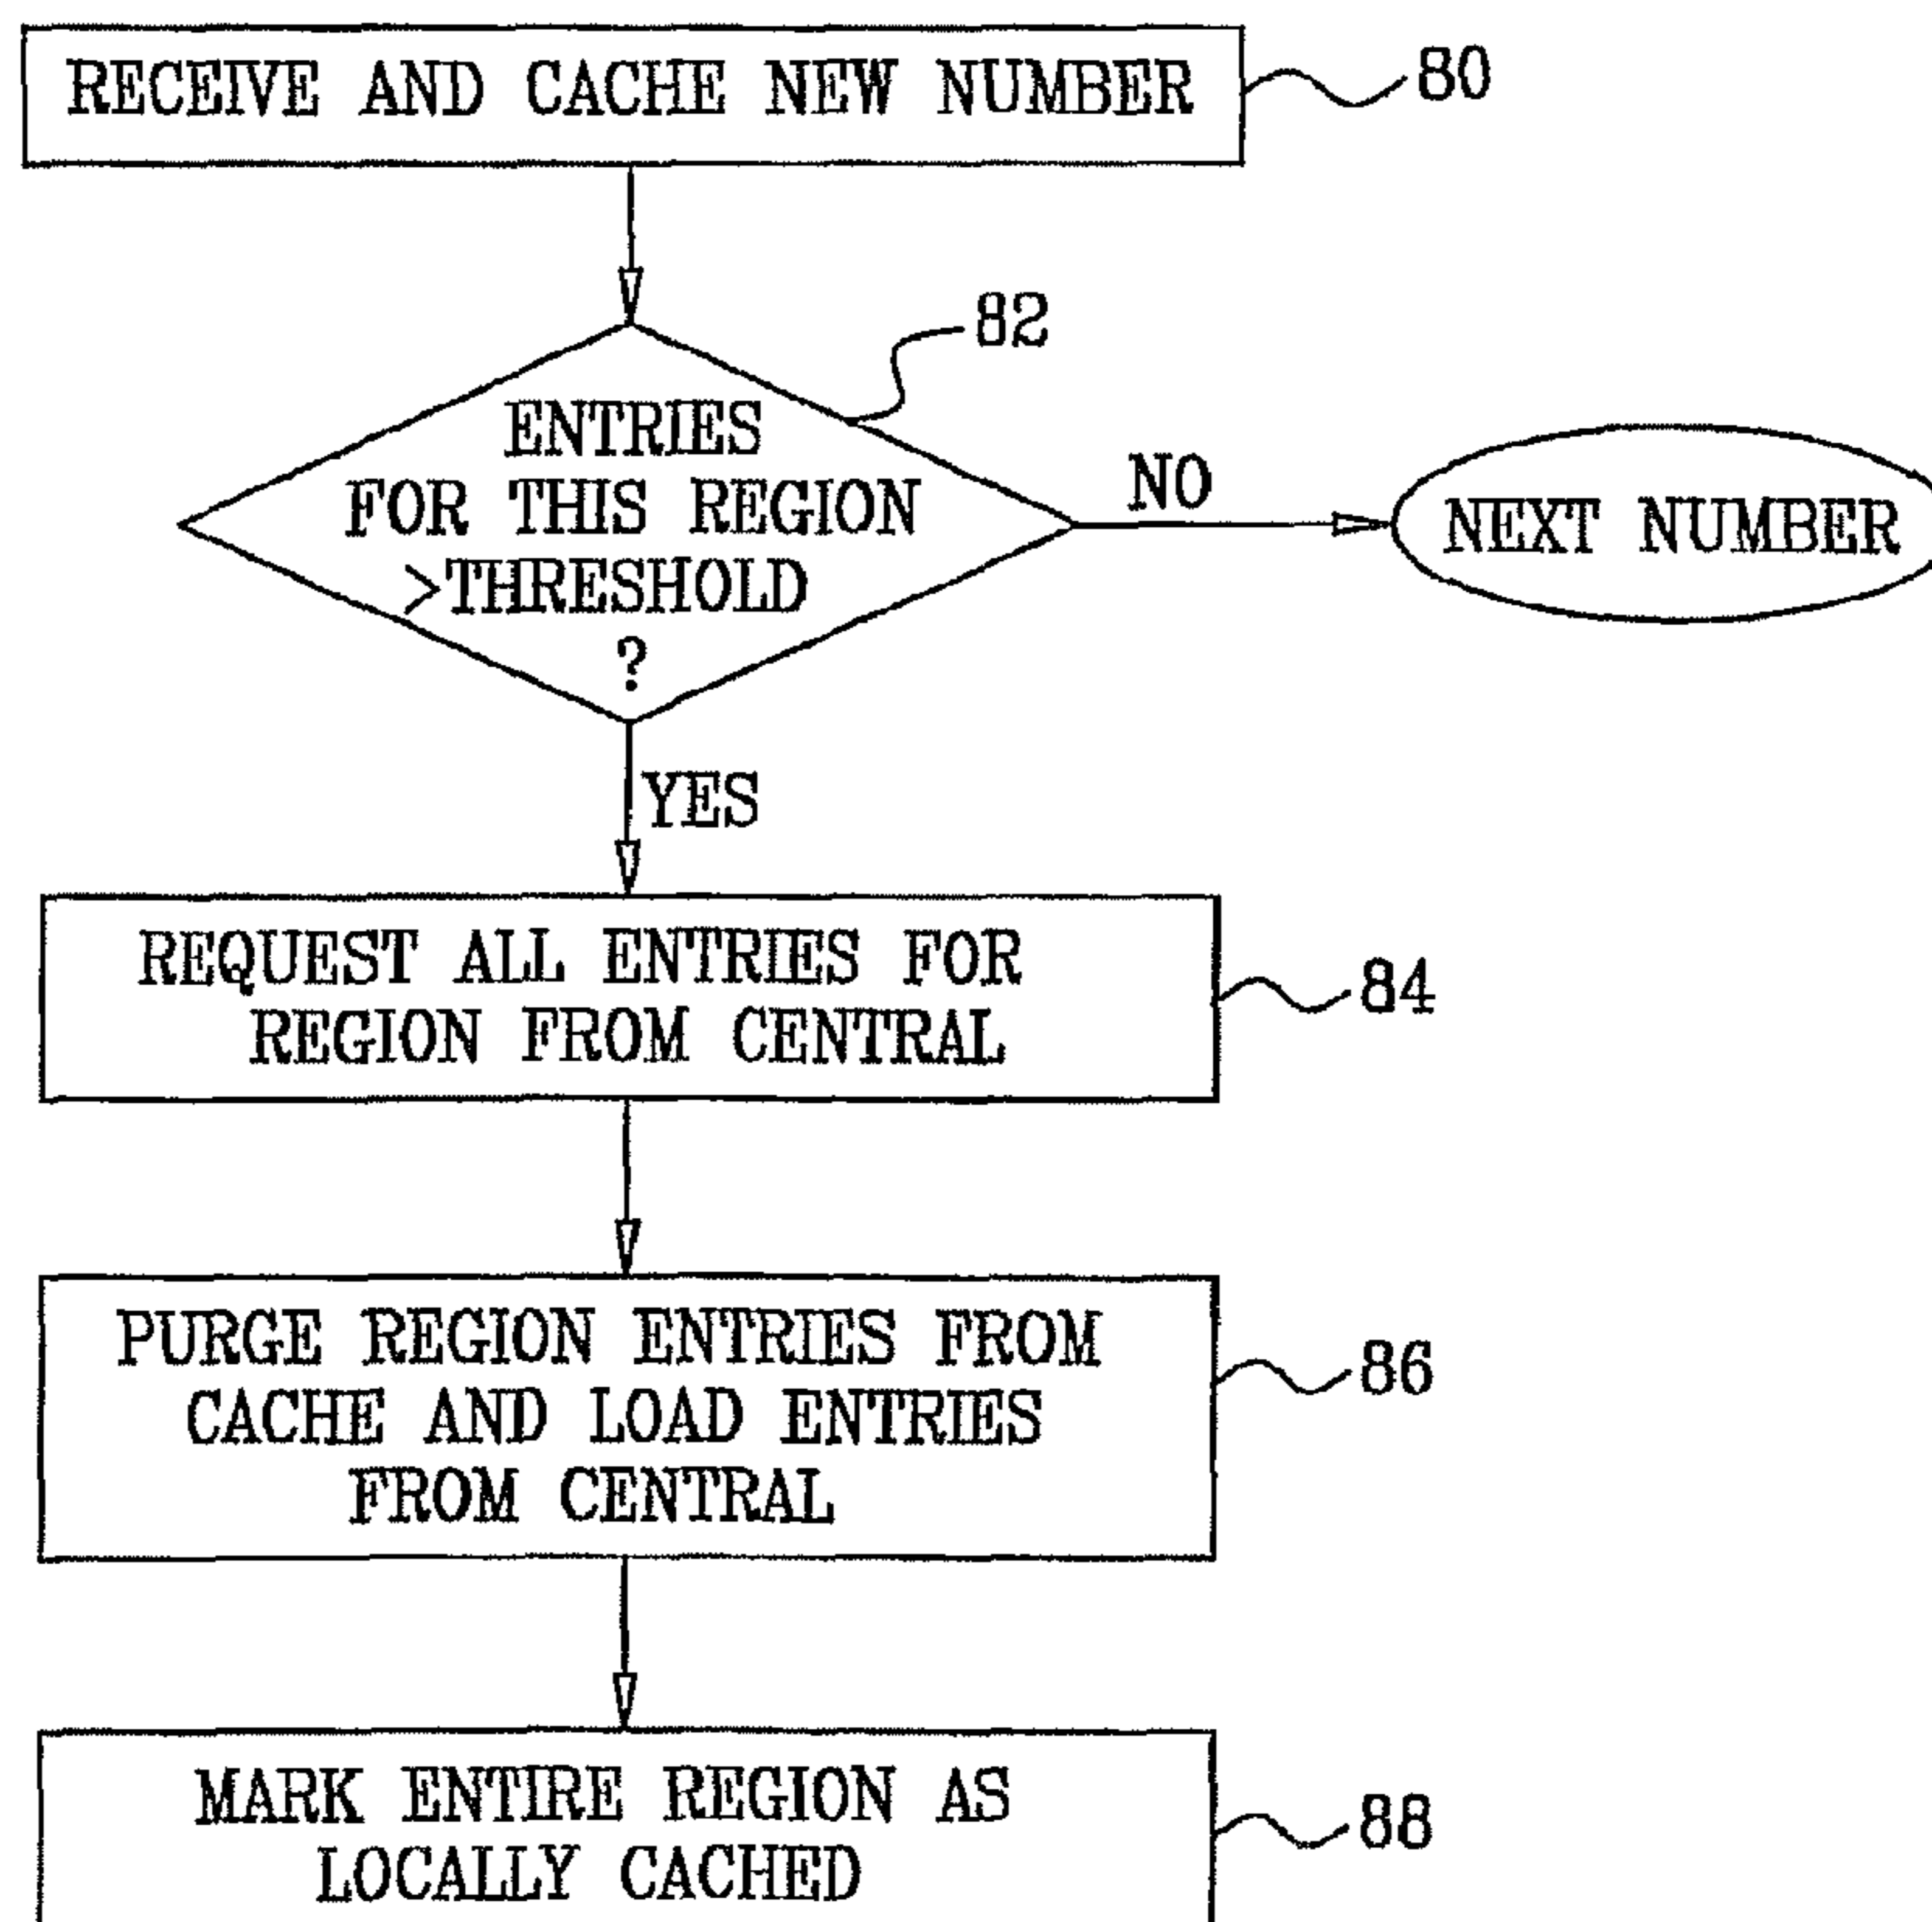 RECEIVE AND CACHE NEW NUMBER
80
82
ENTRIES
FOR THIS REGION
>THRESHOLD
?
NO
NEXT NUMBER
YES
REQUEST ALL ENTRIES FOR
REGION FROM CENTRAL
84
PURGE REGION ENTRIES FROM
CACHE AND LOAD ENTRIES
FROM CENTRAL
86
MARK ENTIRE REGION AS
LOCALLY CACHED
88